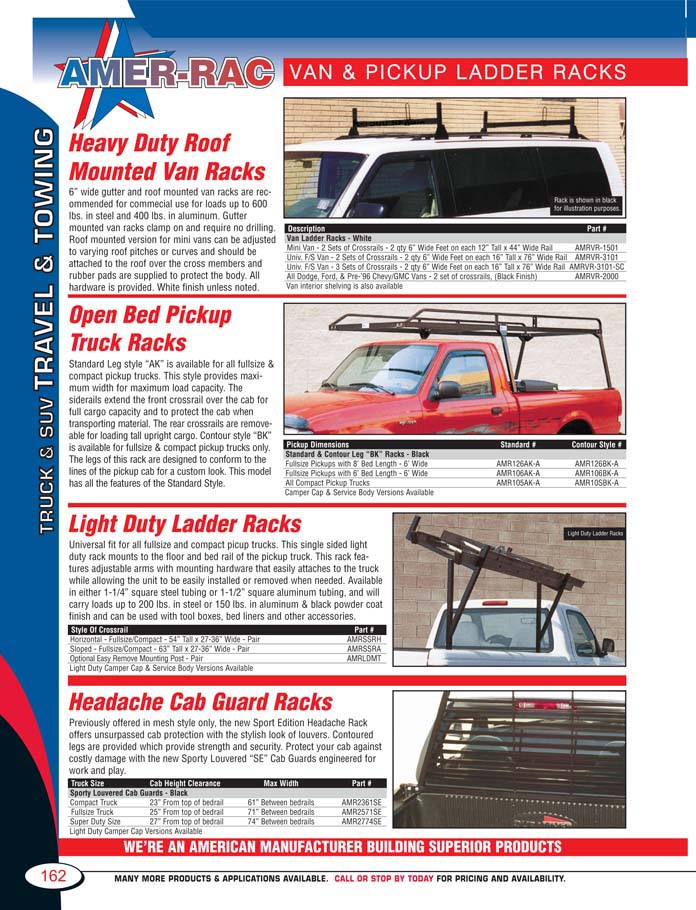 AMER-RAC
VAN & PICKUP LADDER RACKS
TRUCK & SUV TRAVEL & TOWING
Heavy Duty Roof
Mounted Van Racks
6" wide gutter and roof mounted van racks are rec-
ommended for commecial use for loads up to 600
lbs. in steel and 400 lbs. in aluminum. Gutter
mounted van racks clamp on and require no drilling.
Roof mounted version for mini vans can be adjusted
to varying roof pitches or curves and should be
attached to the roof over the cross members and
rubber pads are supplied to protect the body. All
hardware is provided. White finish unless noted.
Rack is shown in black
for illustration purposes.
Description Part #
Van Ladder Racks - White
Mini Van - 2 Sets of Crossrails - 2 qty 6" Wide Feet on each 12" Tall x 44" Wide Rail AMRVR-1501
Univ. F/S Van - 2 Sets of Crossrails - 2 qty 6" Wide Feet on each 16" Tall x 76" Wide Rail AMRVR-3101
Univ. F/S Van - 3 Sets of Crossrails - 2 qty 6" Wide Feet on each 16" Tall x 76" Wide Rail AMRVR-3101-SC
All Dodge, Ford, & Pre-'96 Chevy/GMC Vans - 2 set of crossrails, (Black Finish) AMRVR-2000
Van interior shelving is also available
Open Bed Pickup
Truck Racks
Standard Leg style "AK" is available for all fullsize &
compact pickup trucks. This style provides maxi-
mum width for maximum load capacity. The
siderails extend the front crossrail over the cab for
full cargo capacity and to protect the cab when
transporting material. The rear crossrails are remove-
able for loading tall upright cargo. Contour style "BK"
is available for fullsize & compact pickup trucks only.
The legs of this rack are designed to conform to the
lines of the pickup cab for a custom look. This model
has all the features of the Standard Style.
Pickup Dimensions Standard # Contour Style #
Standard & Contour Leg "BK" Racks - Black
Fullsize Pickups with 8' Bed Length - 6' Wide AMR126AK-A AMR126BK-A
Fullsize Pickups with 6' Bed Length - 6' Wide AMR106AK-A AMR106BK-A
All Compact Pickup Trucks AMR105AK-A AMR105BK-A
Camper Cap & Service Body Versions Available
Light Duty Ladder Racks
Universal fit for all fullsize and compact picup trucks. This single sided light
duty rack mounts to the floor and bed rail of the pickup truck. This rack fea-
tures adjustable arms with mounting hardware that easily attaches to the truck
while allowing the unit to be easily installed or removed when needed. Available
in either 1-1/4" square steel tubing or 1-1/2" square aluminum tubing, and will
carry loads up to 200 lbs. in steel or 150 lbs. in aluminum & black powder coat
finish and can be used with tool boxes, bed liners and other accessories.
Light Duty Ladder Racks
Style Of Crossrail Part #
Horizontal - Fullsize/Compact - 54" Tall x 27-36" Wide - Pair AMRSSRH
Sloped - Fullsize/Compact - 63" Tall x 27-36" Wide - Pair AMRSSRA
Optional Easy Remove Mounting Post - Pair AMRLDMT
Light Duty Camper Cap & Service Body Versions Available
Headache Cab Guard Racks
Previously offered in mesh style only, the new Sport Edition Headache Rack
offers unsurpassed cab protection with the stylish look of louvers. Contoured
legs are provided which provide strength and security. Protect your cab against
costly damage with the new Sporty Louvered "SE" Cab Guards engineered for
work and play.
Truck Size Cab Height Clearance Max Width Part #
Sporty Louvered Cab Guards - Black
Compact Truck 23" From top of bedrail 61" Between bedrails AMR2361SE
Fullsize Truck 25" From top of bedrail 71" Between bedrails AMR2571SE
Super Duty Size 27" From top of bedrail 74" Between bedrails AMR2774SE
Light Duty Camper Cap Versions Available
WE'RE AN AMERICAN MANUFACTURER BUILDING SUPERIOR PRODUCTS
162
MANY MORE PRODUCTS & APPLICATIONS AVAILABLE. CALL OR STOP BY TODAY FOR PRICING AND AVAILABILITY.